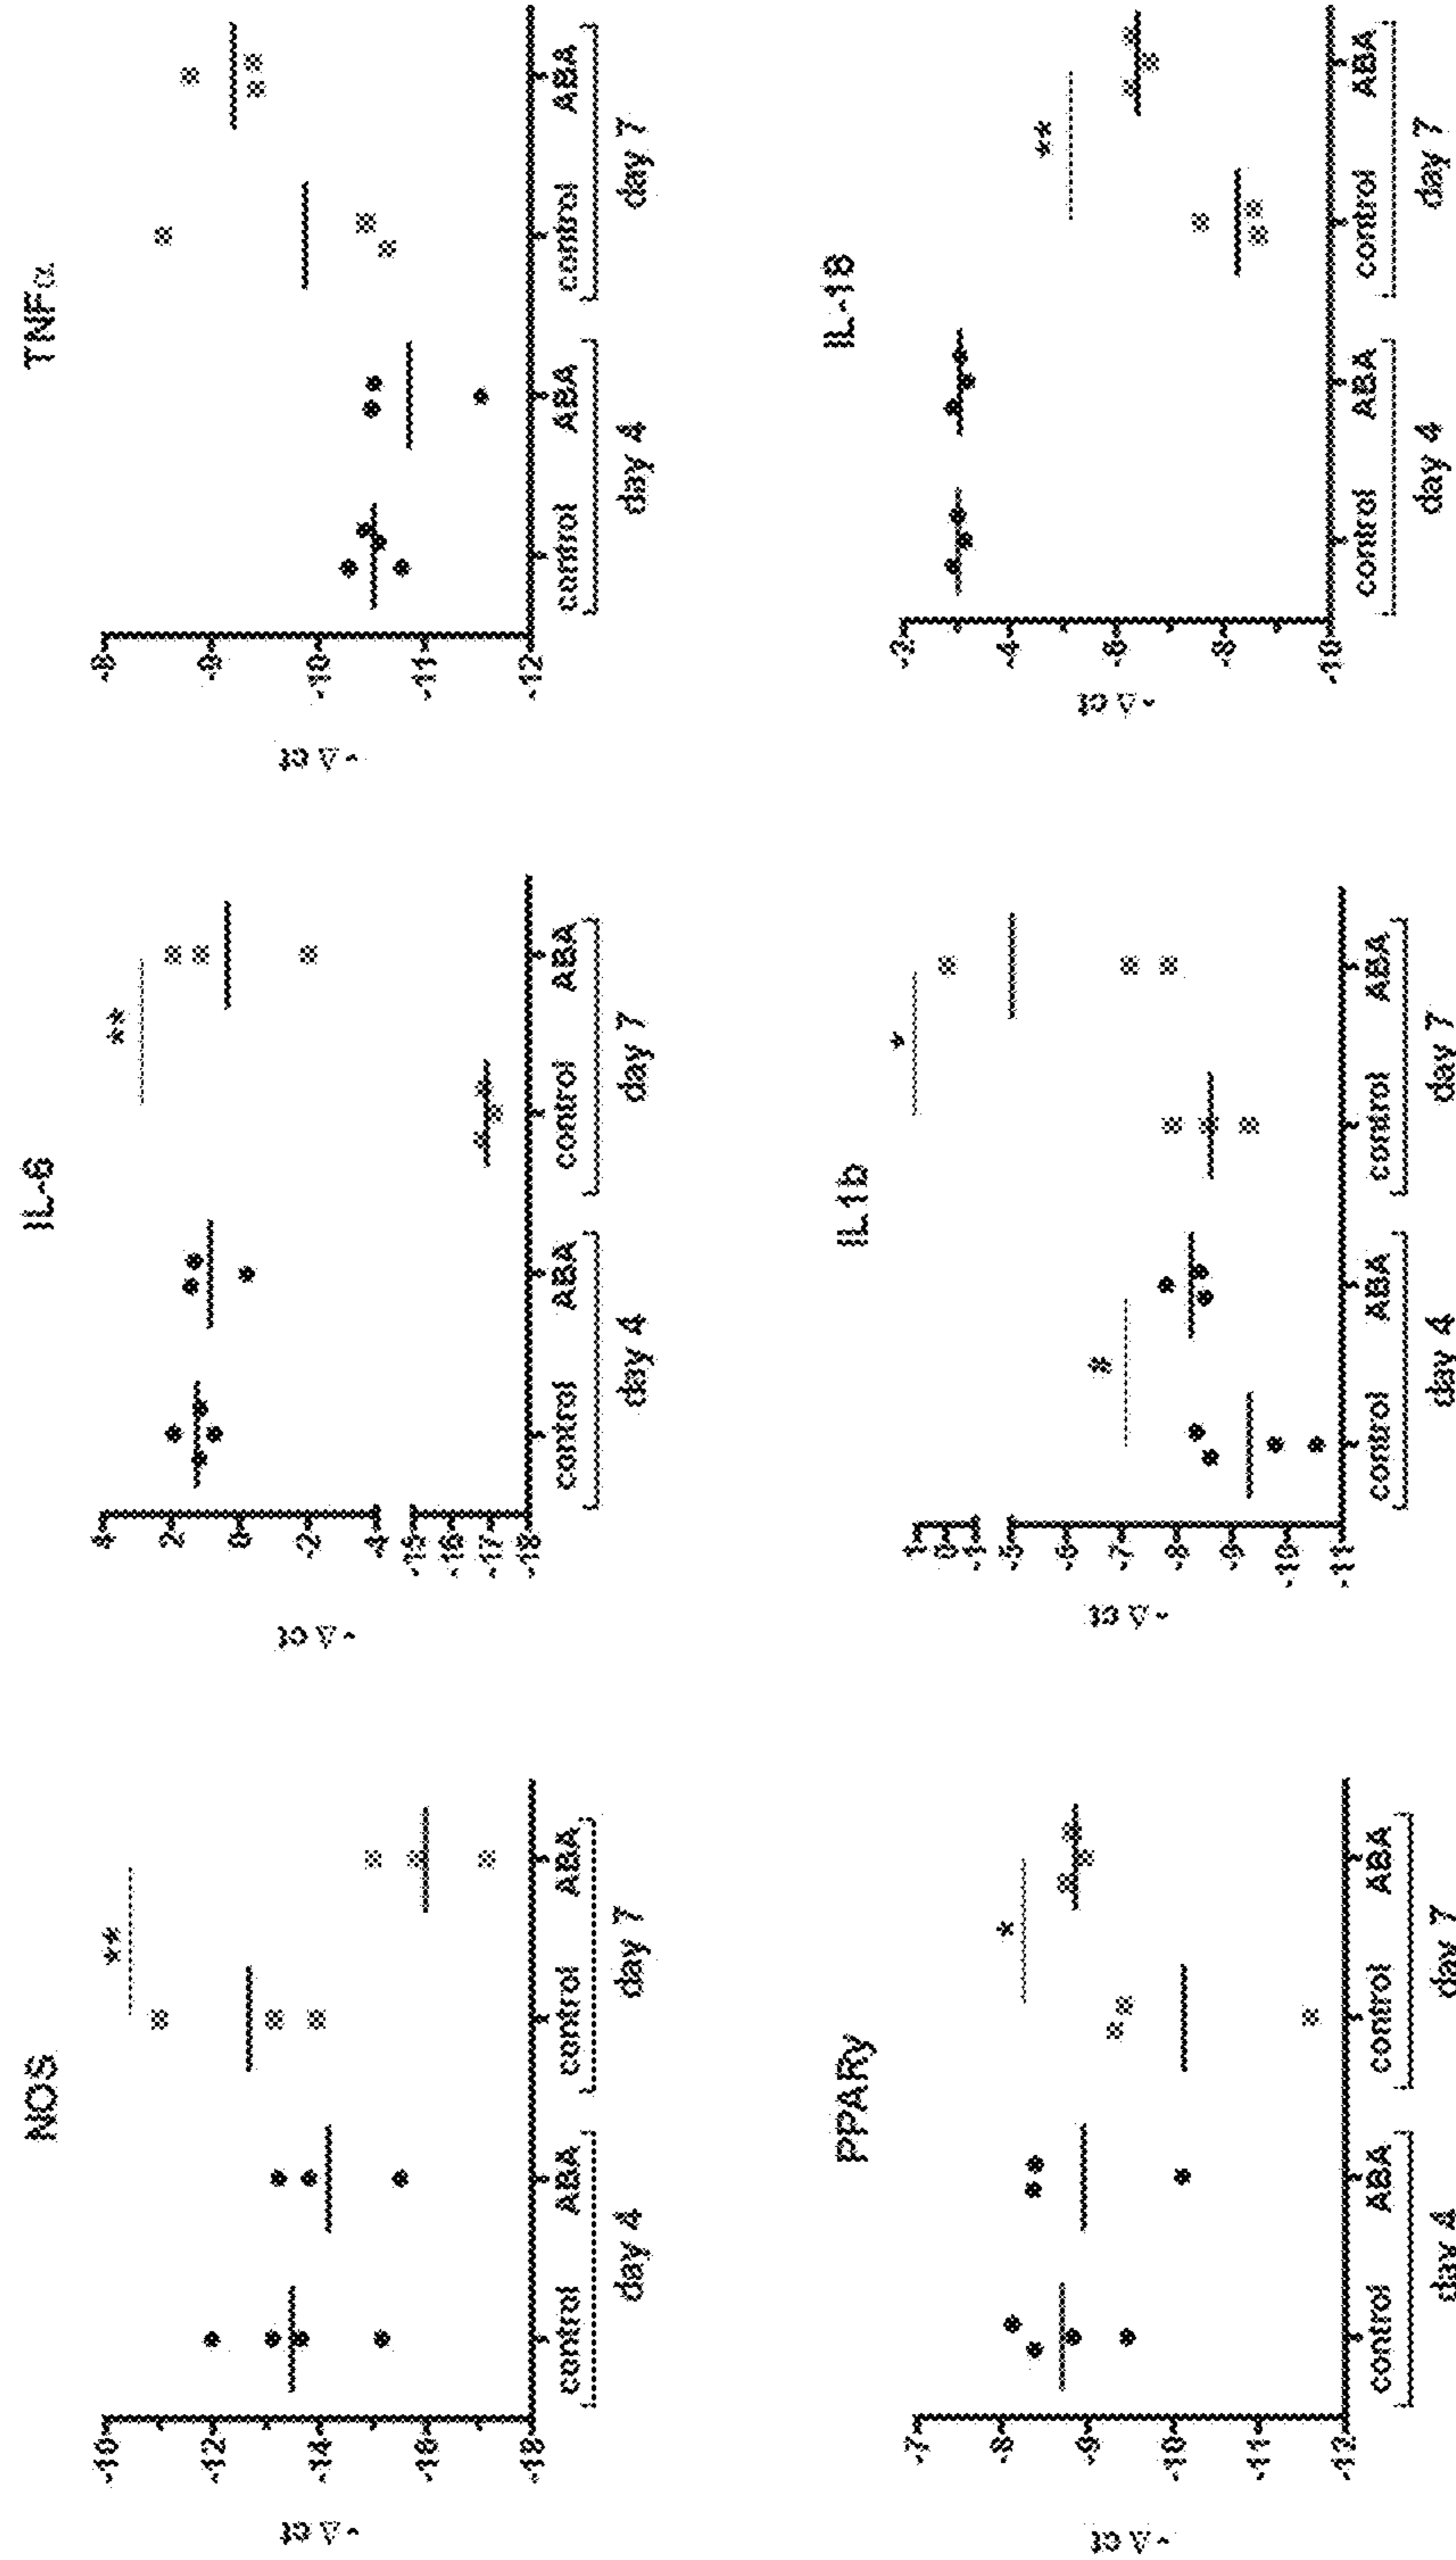 NOS
**
-10
-12
-14
-16
-18
- Δ ct
control ABA control ABA
day 4 day 7
IL-6
**
4
2
0
-2
-4
-15
-16
-17
-18
- Δ ct
control ABA control ABA
day 4 day 7
TNFα
-8
-9
-10
-11
-12
- Δ ct
control ABA control ABA
day 4 day 7
PPARγ
*
-7
-8
-9
-10
-11
-12
- Δ ct
control ABA control ABA
day 4 day 7
IL1b
#
*
1
0
-1
-5
-6
-7
-8
-9
-10
-11
- Δ ct
control ABA control ABA
day 4 day 7
IL-18
**
-2
-4
-6
-8
-10
- Δ ct
control ABA control ABA
day 4 day 7